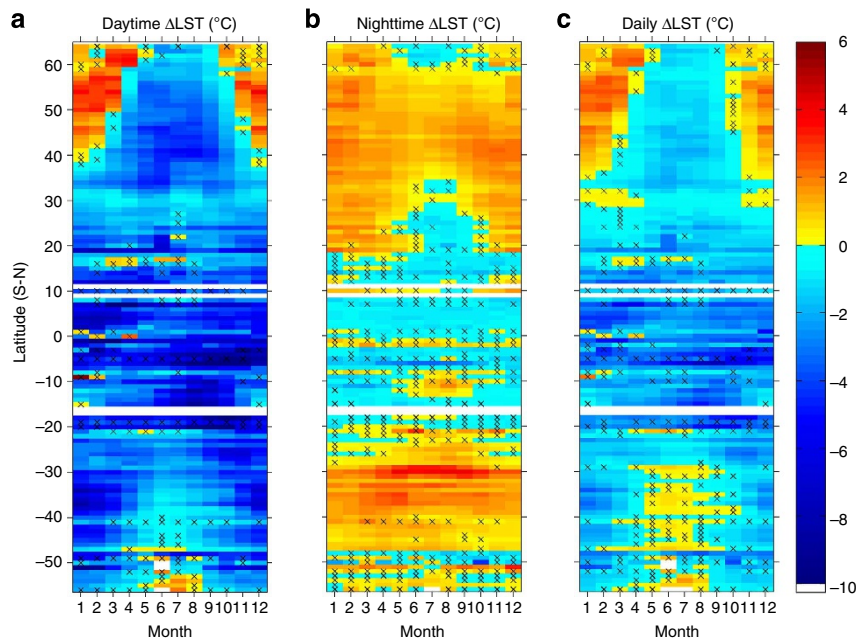 a Daytime ΔLST (°C)
b Nighttime ΔLST (°C)
c Daily ΔLST (°C)
60
50
40
30
20
10
0
−10
−20
−30
−40
−50
Latitude (S-N)
1 2 3 4 5 6 7 8 9 10 11 12
Month
1 2 3 4 5 6 7 8 9 10 11 12
Month
1 2 3 4 5 6 7 8 9 10 11 12
Month
6
4
2
0
−2
−4
−6
−8
−10